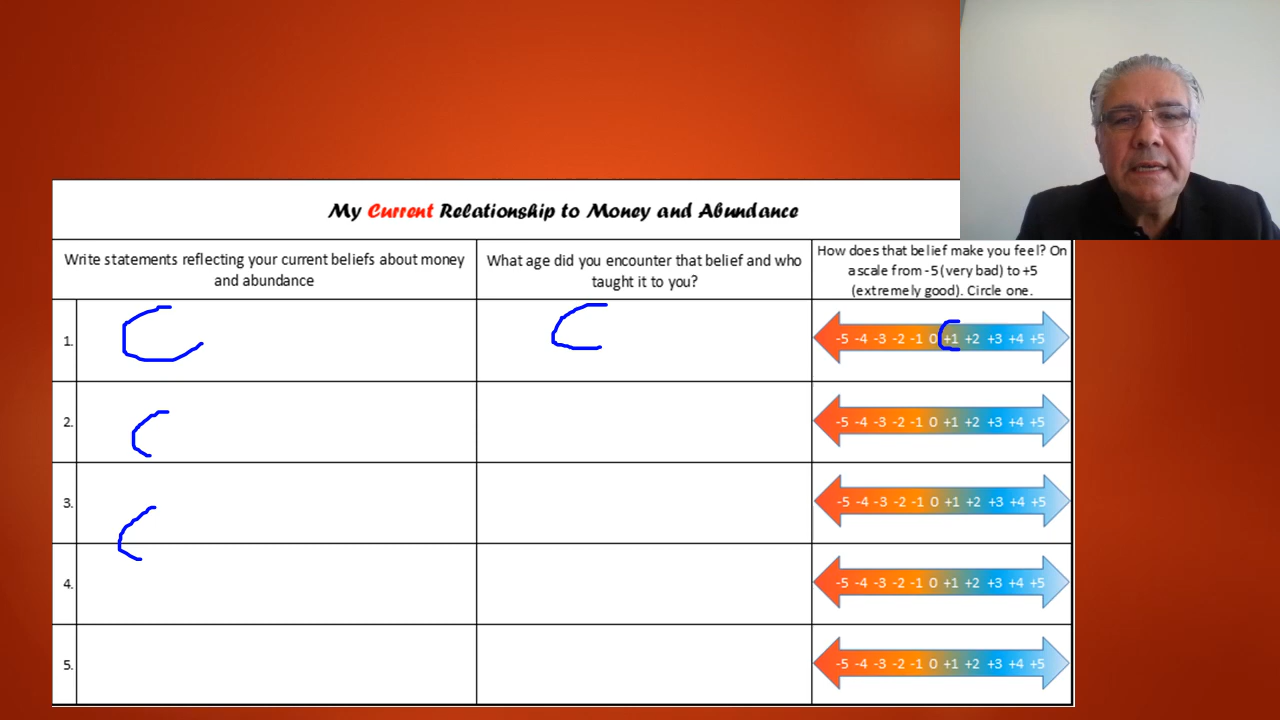 My Current Relationship to Money and Abundance
Write statements reflecting your current beliefs about money
and abundance
What age did you encounter that belief and who
taught it to you?
How does that belief make you feel? On
a scale from -5 (very bad) to +5
(extremely good). Circle one.
1.
-5 -4 -3 -2 -1 0 +1 +2 +3 +4 +5
2.
-5 -4 -3 -2 -1 0 +1 +2 +3 +4 +5
3.
-5 -4 -3 -2 -1 0 +1 +2 +3 +4 +5
4.
-5 -4 -3 -2 -1 0 +1 +2 +3 +4 +5
5.
-5 -4 -3 -2 -1 0 +1 +2 +3 +4 +5